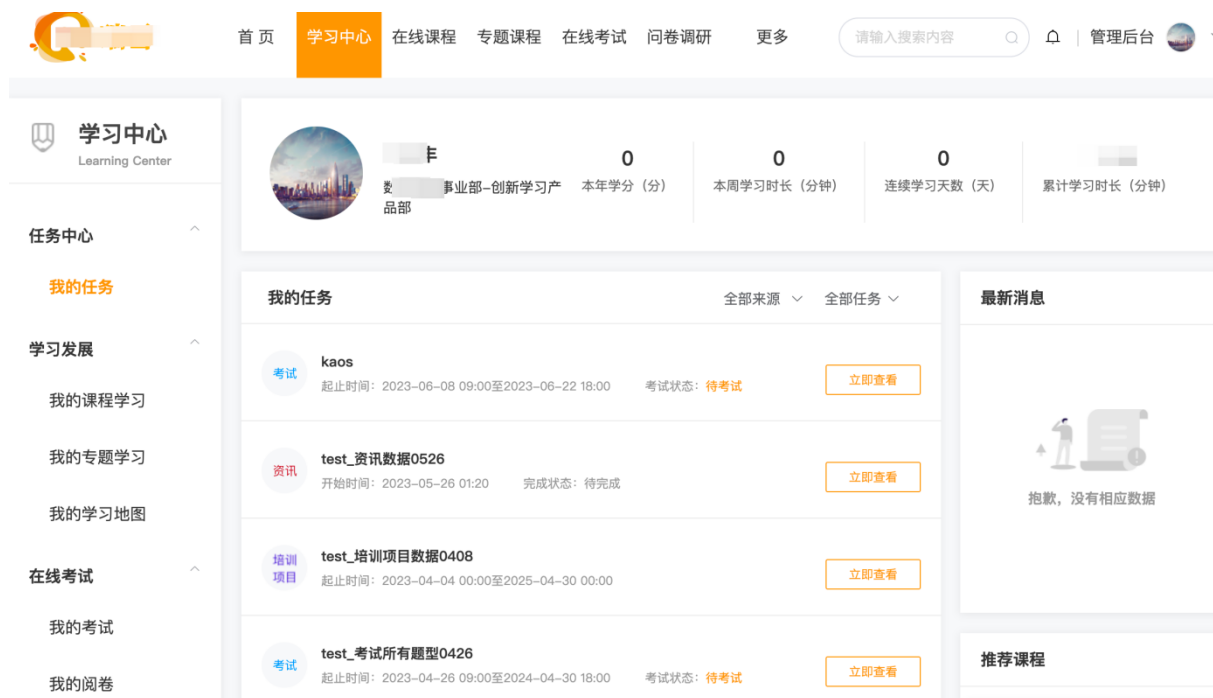 首页 学习中心 在线课程 专题课程 在线考试 问卷调研 更多 请输入搜索内容 管理后台
学习中心
Learning Center
任务中心
我的任务
学习发展
我的课程学习
我的专题学习
我的学习地图
在线考试
我的考试
我的阅卷
丰
数 事业部–创新学习产
品部
0
本年学分(分)
0
本周学习时长(分钟)
0
连续学习天数(天)
累计学习时长(分钟)
我的任务 全部来源 全部任务
考试
kaos
起止时间:2023–06–08 09:00至2023–06–22 18:00 考试状态:待考试
立即查看
资讯
test_资讯数据0526
开始时间:2023–05–26 01:20 完成状态:待完成
立即查看
培训
项目
test_培训项目数据0408
起止时间:2023–04–04 00:00至2025–04–30 00:00
立即查看
考试
test_考试所有题型0426
起止时间:2023–04–26 09:00至2024–04–30 18:00 考试状态:待考试
立即查看
最新消息
抱歉,没有相应数据
推荐课程